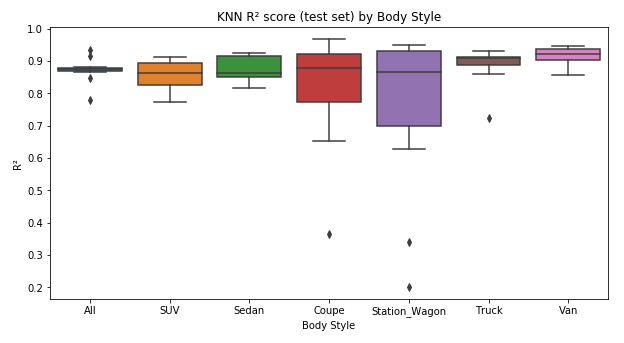 KNN R² score (test set) by Body Style
1.0
0.9
0.8
0.7
0.6
0.5
0.4
0.3
0.2
R²
All SUV Sedan Coupe Station_Wagon Truck Van
Body Style